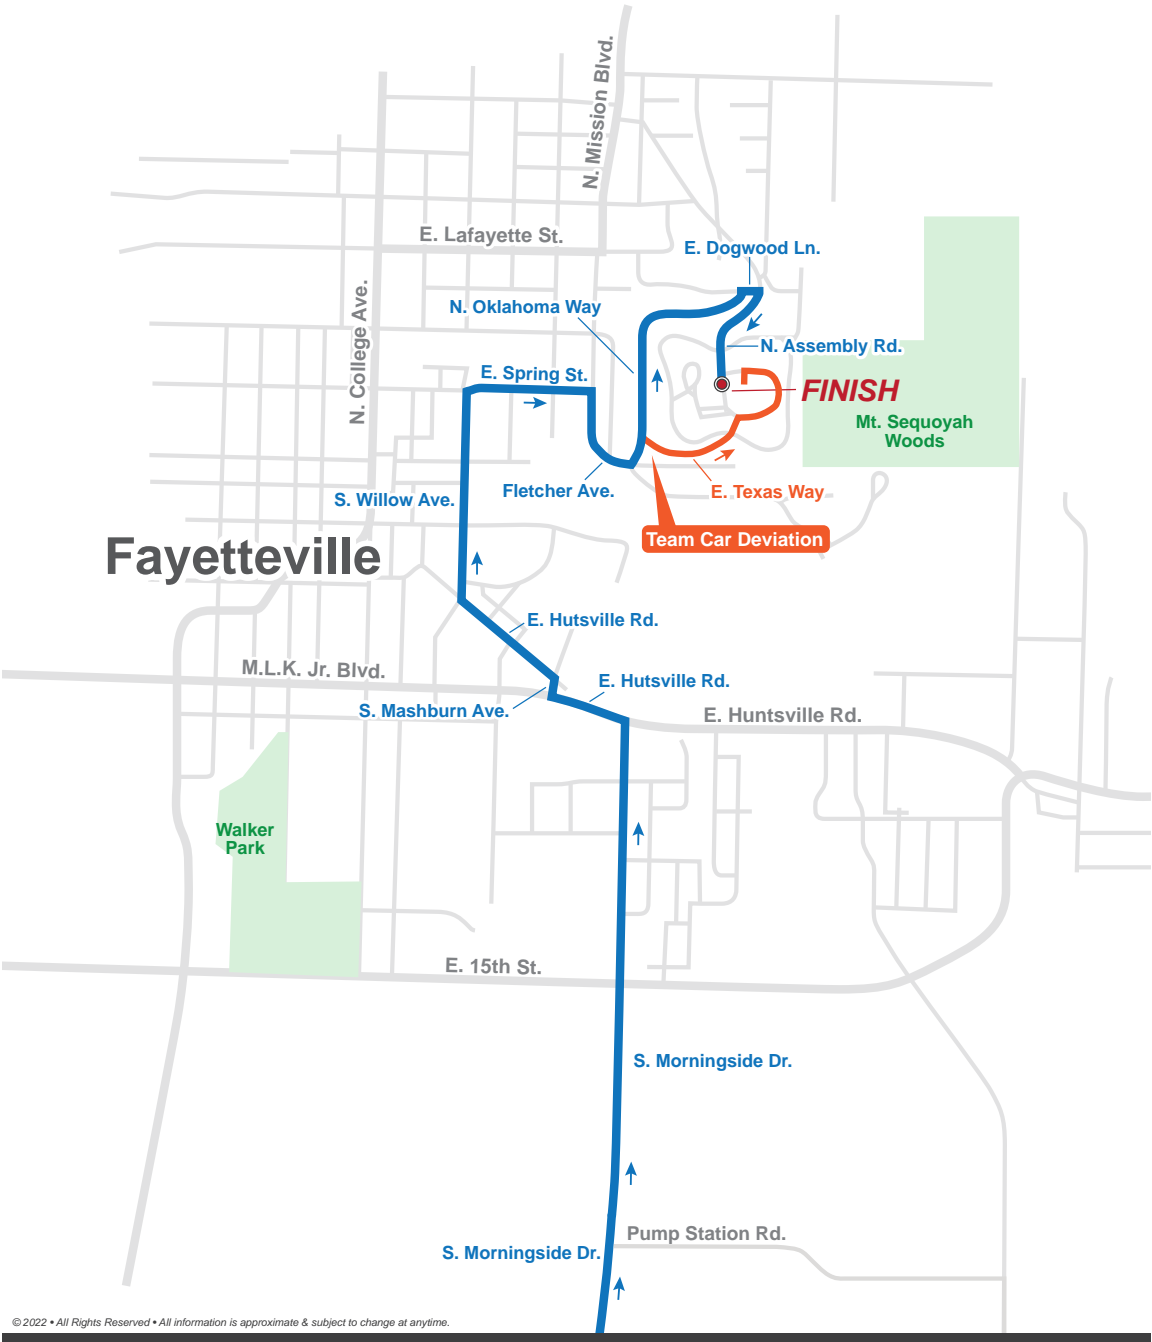 N. Mission Blvd.
E. Lafayette St.
E. Dogwood Ln.
N. College Ave.
N. Oklahoma Way
N. Assembly Rd.
E. Spring St.
FINISH
Mt. Sequoyah
Woods
S. Willow Ave.
Fletcher Ave.
E. Texas Way
Team Car Deviation
Fayetteville
E. Hutsville Rd.
M.L.K. Jr. Blvd.
E. Hutsville Rd.
S. Mashburn Ave.
E. Huntsville Rd.
Walker
Park
E. 15th St.
S. Morningside Dr.
Pump Station Rd.
S. Morningside Dr.
© 2022 • All Rights Reserved • All information is approximate & subject to change at anytime.